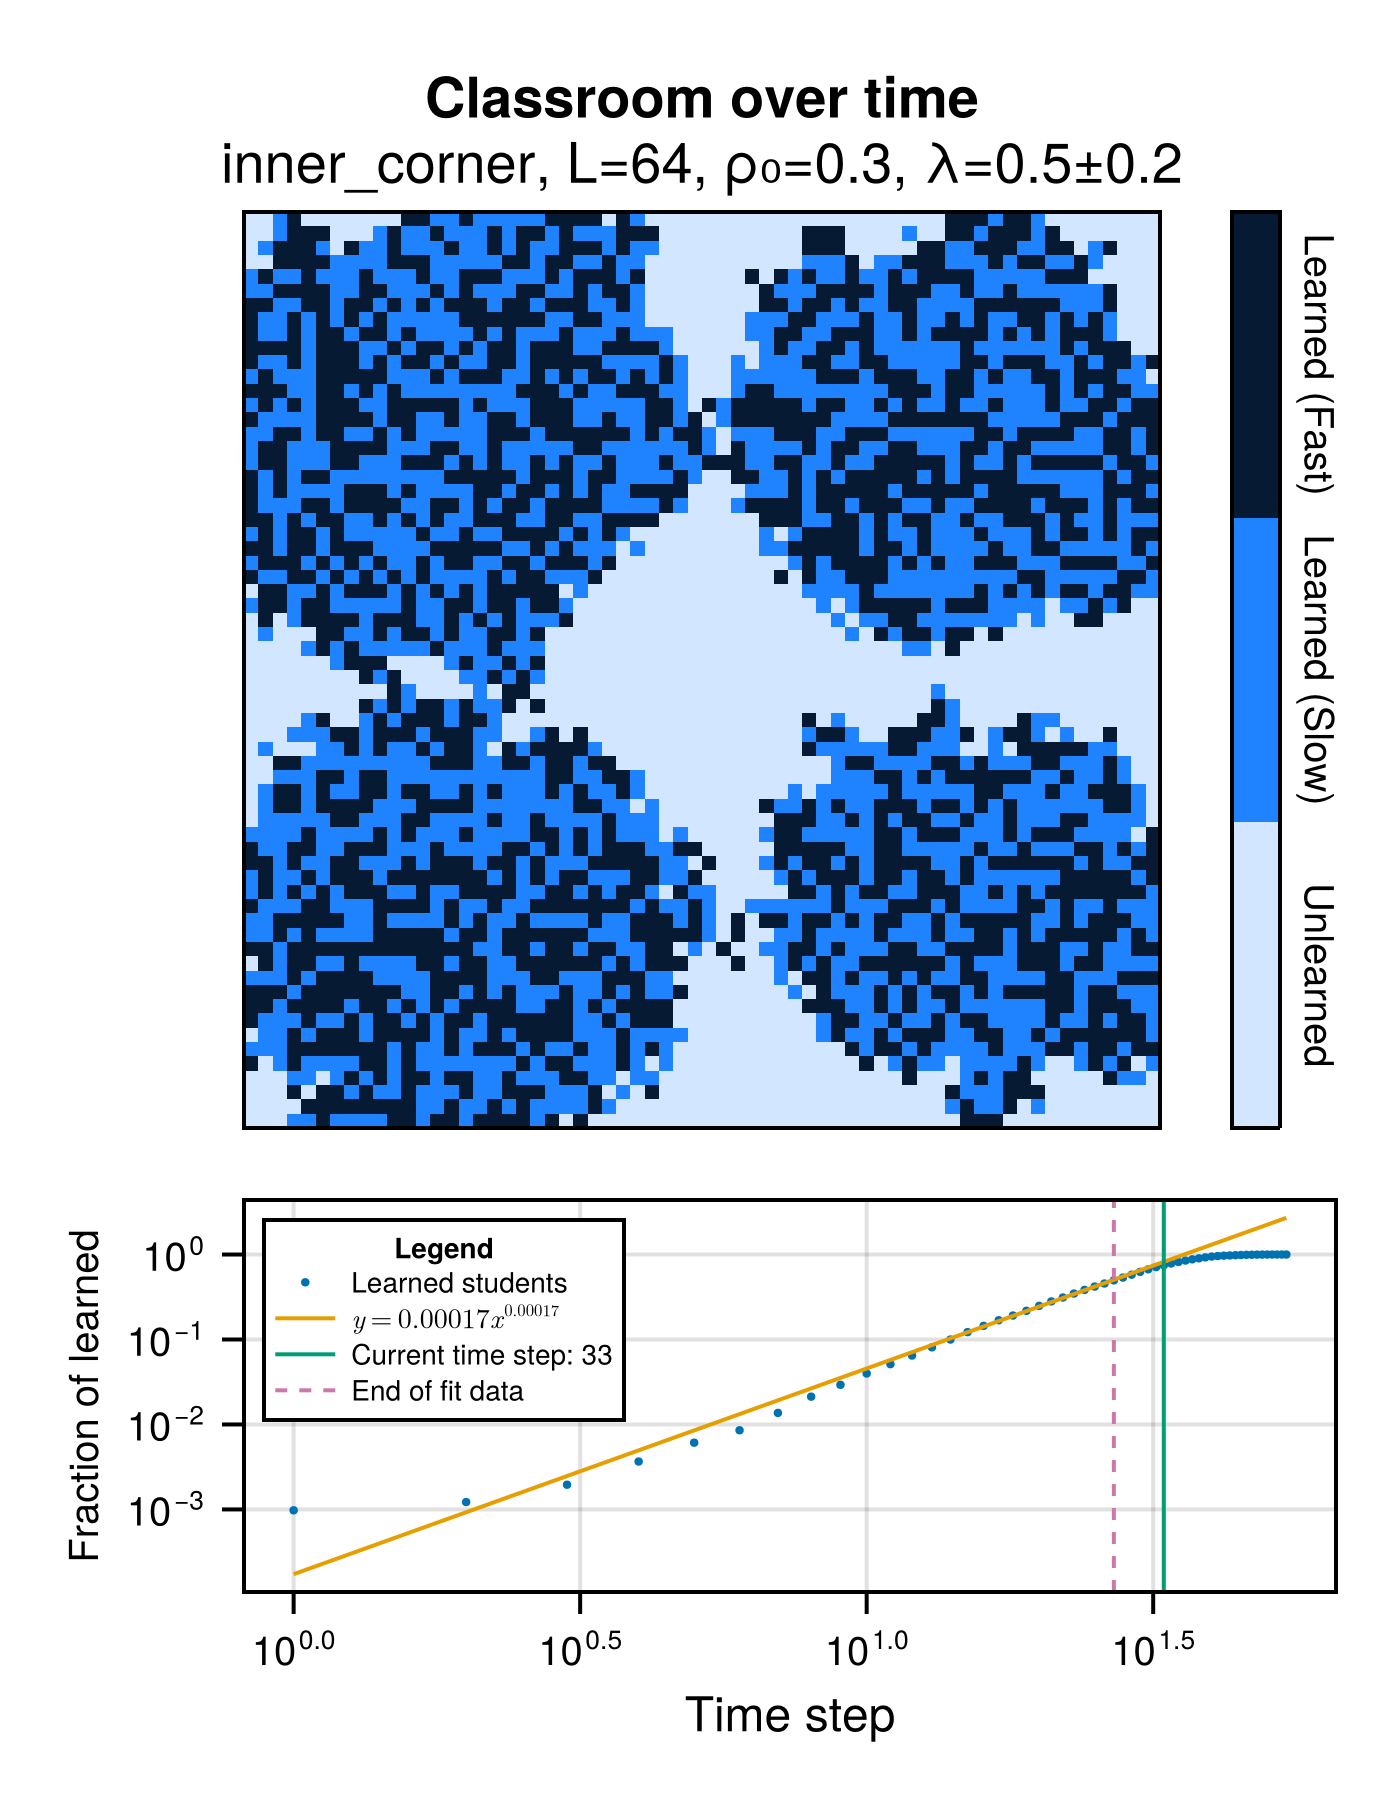 Classroom over time
inner_corner, L=64, ρ₀=0.3, λ=0.5±0.2
Learned (Fast)
Learned (Slow)
Unlearned
Fraction of learned
10⁰
10⁻¹
10⁻²
10⁻³
Legend
Learned students
y = 0.00017x^0.00017
Current time step: 33
End of fit data
10^0.0
10^0.5
10^1.0
10^1.5
Time step